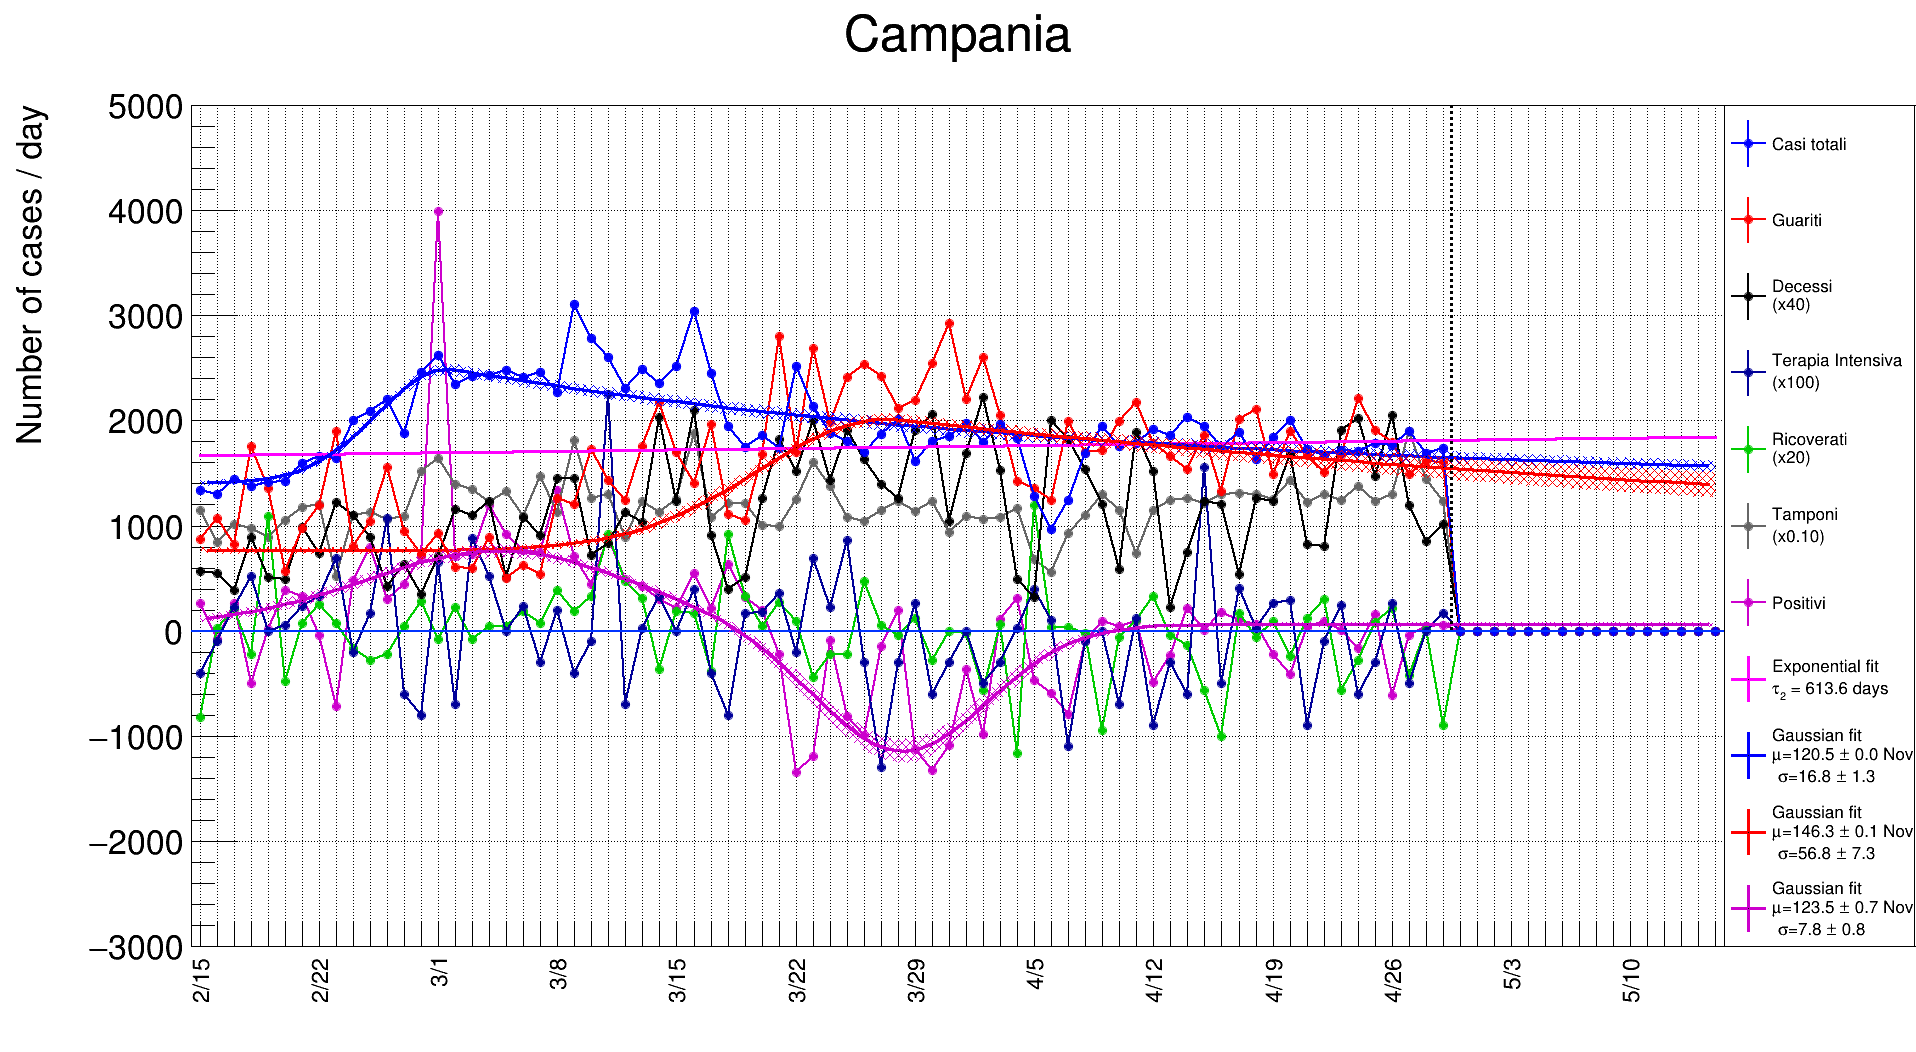 Campania
Number of cases / day
5000
4000
3000
2000
1000
0
−1000
−2000
−3000
2/15
2/22
3/1
3/8
3/15
3/22
3/29
4/5
4/12
4/19
4/26
5/3
5/10
Casi totali
Guariti
Decessi
(x40)
Terapia Intensiva
(x100)
Ricoverati
(x20)
Tamponi
(x0.10)
Positivi
Exponential fit
τ2 = 613.6 days
Gaussian fit
μ=120.5 ± 0.0 Nov
σ=16.8 ± 1.3
Gaussian fit
μ=146.3 ± 0.1 Nov
σ=56.8 ± 7.3
Gaussian fit
μ=123.5 ± 0.7 Nov
σ=7.8 ± 0.8